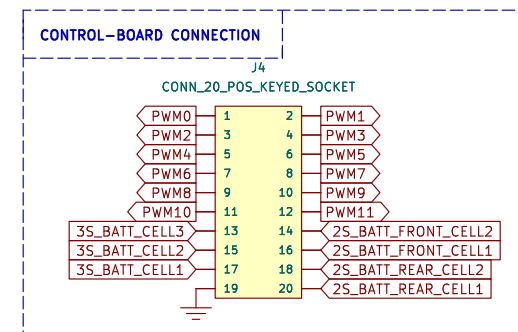 CONTROL-BOARD CONNECTION
J4
CONN_20_POS_KEYED_SOCKET
PWM0 1 2 PWM1
PWM2 3 4 PWM3
PWM4 5 6 PWM5
PWM6 7 8 PWM7
PWM8 9 10 PWM9
PWM10 11 12 PWM11
3S_BATT_CELL3 13 14 2S_BATT_FRONT_CELL2
3S_BATT_CELL2 15 16 2S_BATT_FRONT_CELL1
3S_BATT_CELL1 17 18 2S_BATT_REAR_CELL2
19 20 2S_BATT_REAR_CELL1